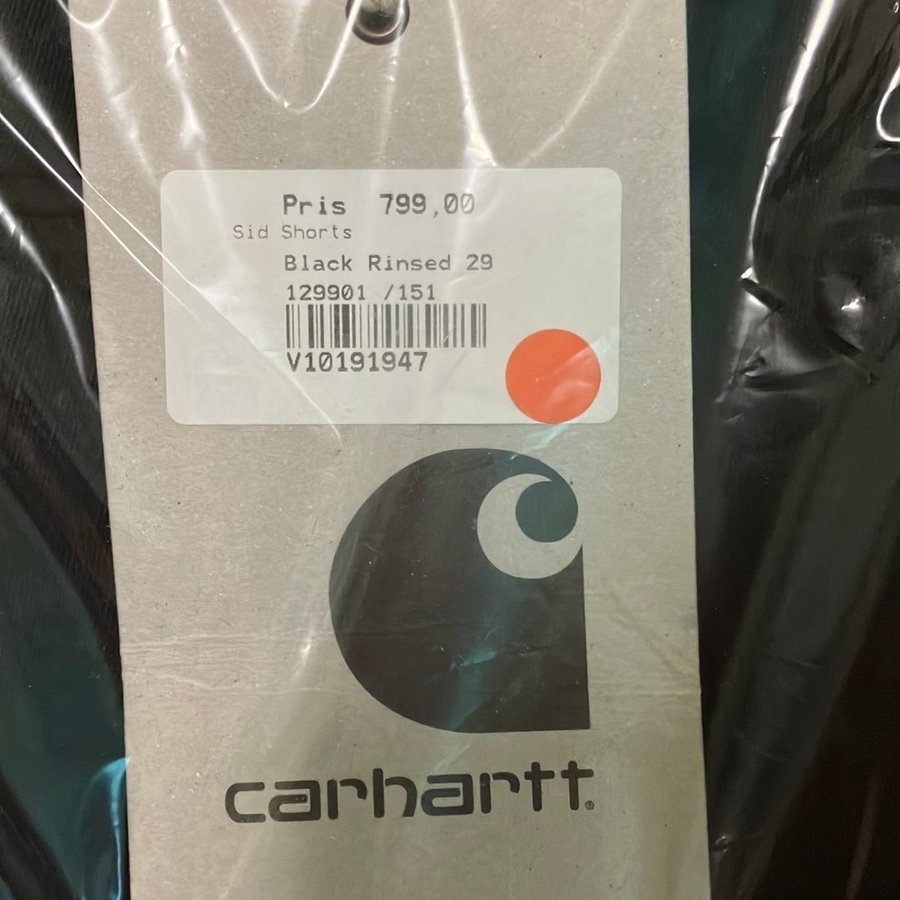 Pris 799,00
Sid Shorts
Black Rinsed 29
129901 /151
V10191947
carhartt®